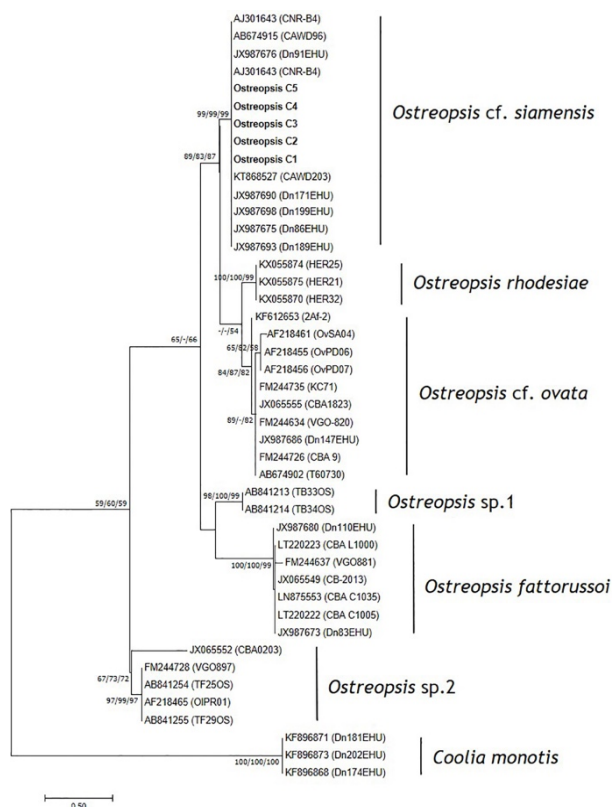 AJ301643 (CNR-B4)
AB674915 (CAWD96)
JX987676 (Dn91EHU)
AJ301643 (CNR-B4)
Ostreopsis C5
Ostreopsis C4
99/99/99
Ostreopsis C3
Ostreopsis cf. siamensis
Ostreopsis C2
89/83/87
Ostreopsis C1
KT868527 (CAWD203)
JX987690 (Dn171EHU)
JX987698 (Dn199EHU)
JX987675 (Dn86EHU)
JX987693 (Dn189EHU)
KX055874 (HER25)
100/100/99
KX055875 (HER21)
Ostreopsis rhodesiae
KX055870 (HER32)
KF612653 (2Af-2)
-/-/54
AF218461 (OvSA04)
65/-/66
65/82/58
AF218455 (OvPD06)
84/87/82
AF218456 (OvPD07)
FM244735 (KC71)
Ostreopsis cf. ovata
JX065555 (CBA1823)
89/-/82
FM244634 (VGO-820)
JX987686 (Dn147EHU)
FM244726 (CBA 9)
AB674902 (T60730)
98/100/99
AB841213 (TB33OS)
Ostreopsis sp.1
AB841214 (TB34OS)
59/60/59
JX987680 (Dn110EHU)
LT220223 (CBA L1000)
FM244637 (VGO881)
100/100/99
JX065549 (CB-2013)
Ostreopsis fattorussoi
LN875553 (CBA C1035)
LT220222 (CBA C1005)
JX987673 (Dn83EHU)
JX065552 (CBA0203)
67/73/72
FM244728 (VGO897)
AB841254 (TF25OS)
Ostreopsis sp.2
97/99/97
AF218465 (OIPR01)
AB841255 (TF29OS)
KF896871 (Dn181EHU)
KF896873 (Dn202EHU)
Coolia monotis
100/100/100
KF896868 (Dn174EHU)
0.50